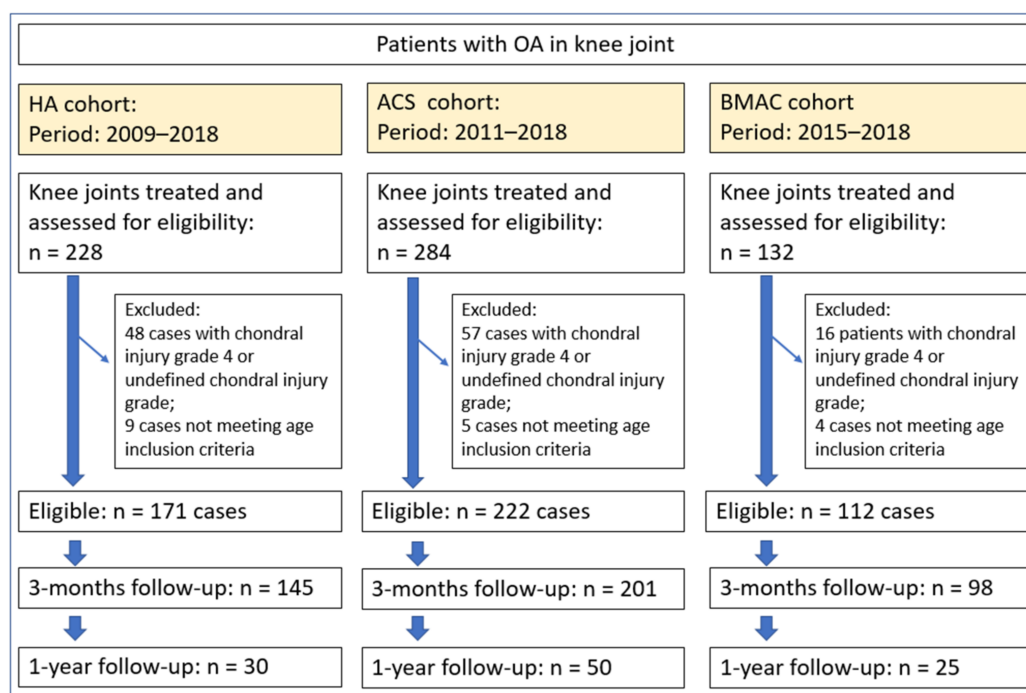 Patients with OA in knee joint
HA cohort:
Period: 2009–2018
Knee joints treated and
assessed for eligibility:
n = 228
Excluded:
48 cases with chondral
injury grade 4 or
undefined chondral injury
grade;
9 cases not meeting age
inclusion criteria
Eligible: n = 171 cases
3-months follow-up: n = 145
1-year follow-up: n = 30
ACS  cohort:
Period: 2011–2018
Knee joints treated and
assessed for eligibility:
n = 284
Excluded:
57 cases with chondral
injury grade 4 or
undefined chondral injury
grade;
5 cases not meeting age
inclusion criteria
Eligible: n = 222 cases
3-months follow-up: n = 201
1-year follow-up: n = 50
BMAC cohort
Period: 2015–2018
Knee joints treated and
assessed for eligibility:
n = 132
Excluded:
16 patients with chondral
injury grade 4 or
undefined chondral injury
grade;
4 cases not meeting age
inclusion criteria
Eligible: n = 112 cases
3-months follow-up: n = 98
1-year follow-up: n = 25